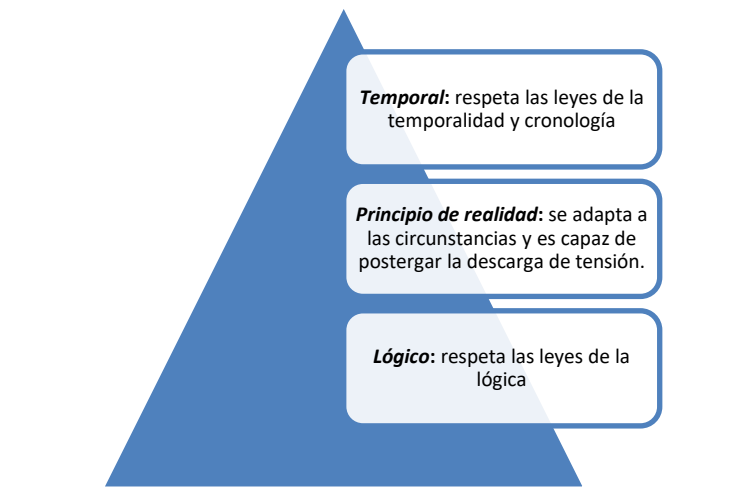 Temporal: respeta las leyes de la
temporalidad y cronología
Principio de realidad: se adapta a
las circunstancias y es capaz de
postergar la descarga de tensión.
Lógico: respeta las leyes de la
lógica